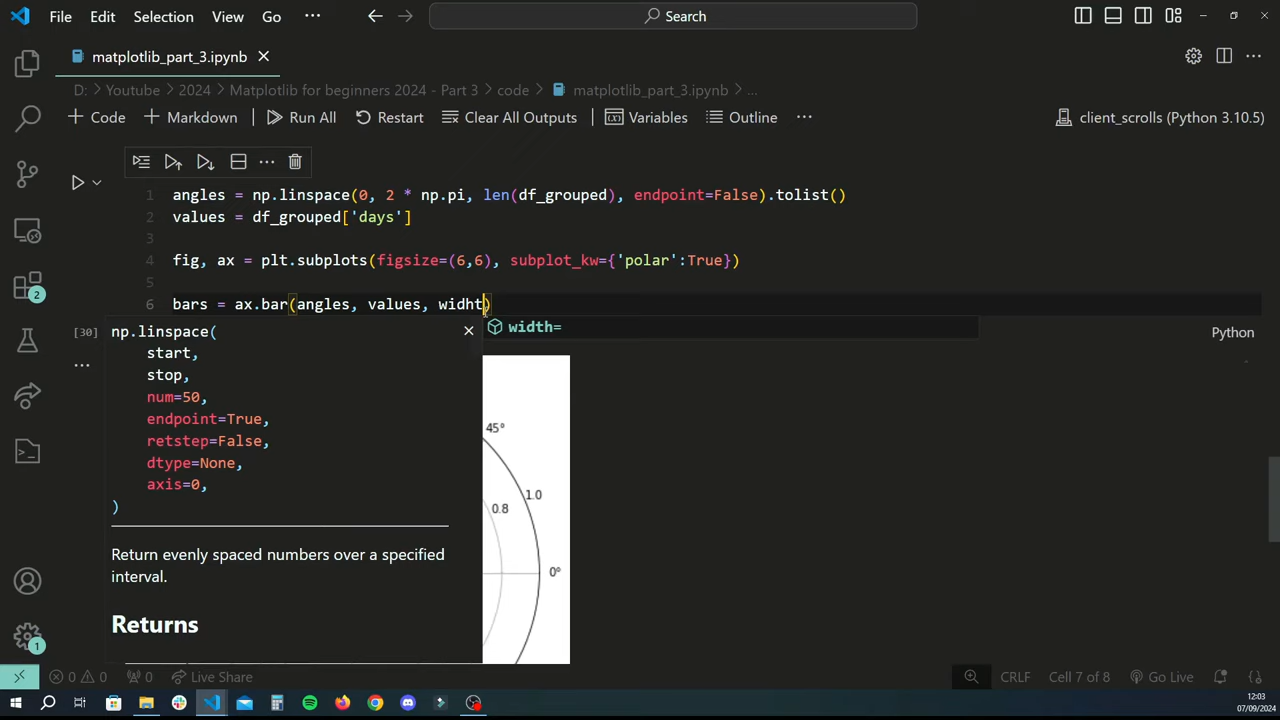 File Edit Selection View Go ··· Search
matplotlib_part_3.ipynb
D: > Youtube > 2024 > Matplotlib for beginners 2024 - Part 3 > code > matplotlib_part_3.ipynb > ...
+ Code + Markdown Run All Restart Clear All Outputs Variables Outline ··· client_scrolls (Python 3.10.5)
1 angles = np.linspace(0, 2 * np.pi, len(df_grouped), endpoint=False).tolist()
2 values = df_grouped['days']
3
4 fig, ax = plt.subplots(figsize=(6,6), subplot_kw={'polar':True})
5
6 bars = ax.bar(angles, values, widht)
width=
[30]
Python
np.linspace(
start,
stop,
num=50,
endpoint=True,
retstep=False,
dtype=None,
axis=0,
)
Return evenly spaced numbers over a specified
interval.
Returns
45°
1.0
0.8
0°
2
1
0 0 0 Live Share CRLF Cell 7 of 8 Go Live
12:03
07/09/2024